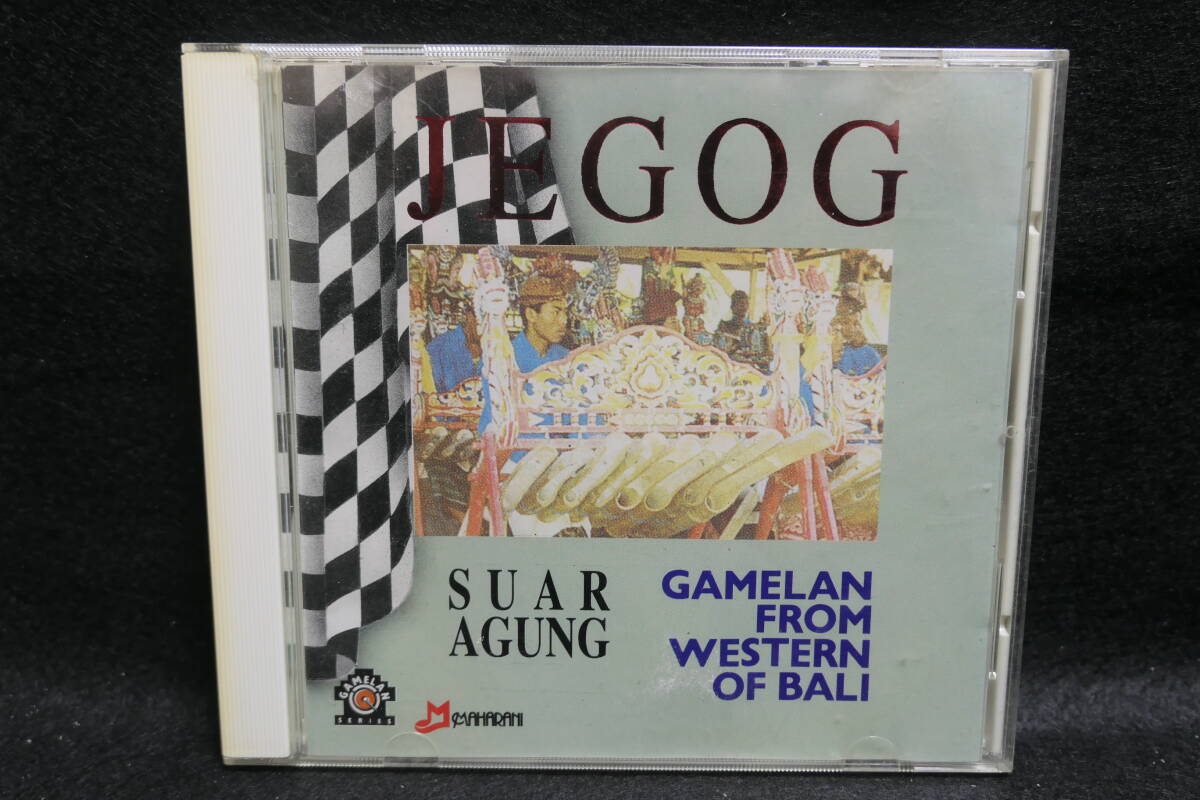 JEGOG
SUAR
AGUNG
GAMELAN
FROM
WESTERN
OF BALI
GAMELAN
SERIES
MAHARANI